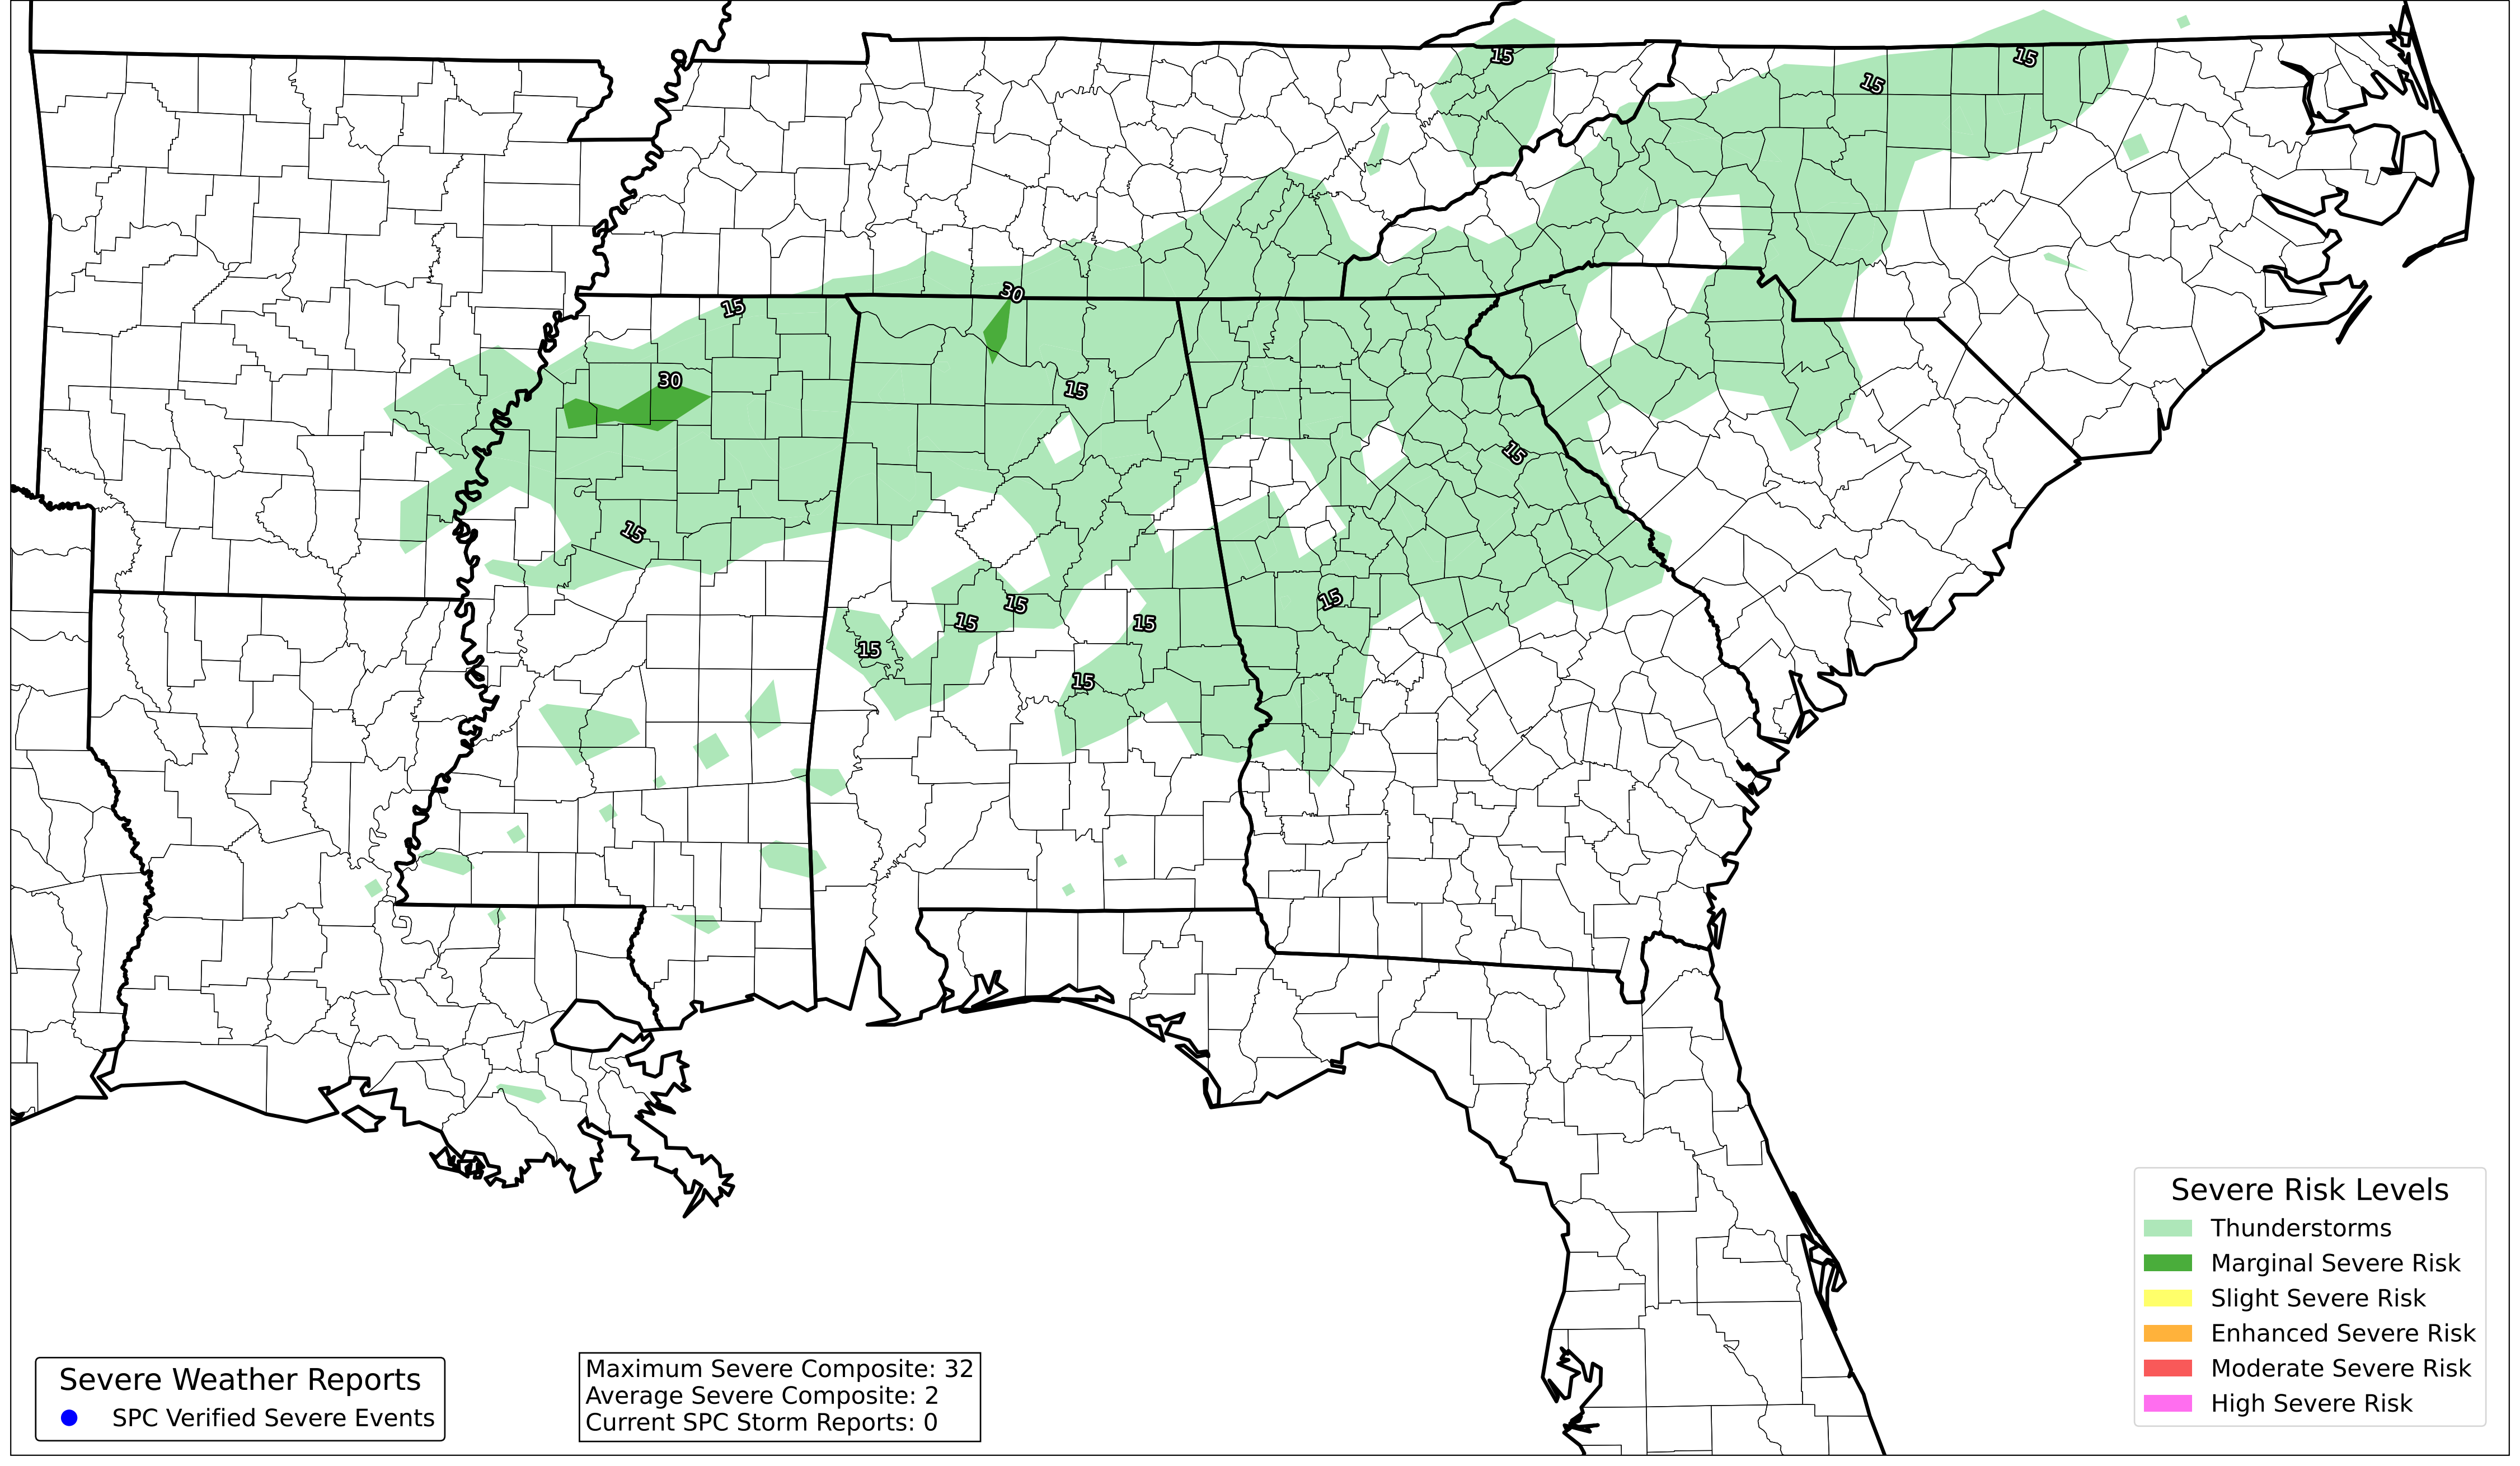 15
15
15
30
15
30
15
15
15
15
15
15
15
15
15
Severe Risk Levels
Thunderstorms
Marginal Severe Risk
Slight Severe Risk
Enhanced Severe Risk
Moderate Severe Risk
High Severe Risk
Severe Weather Reports
SPC Verified Severe Events
Maximum Severe Composite: 32
Average Severe Composite: 2
Current SPC Storm Reports: 0